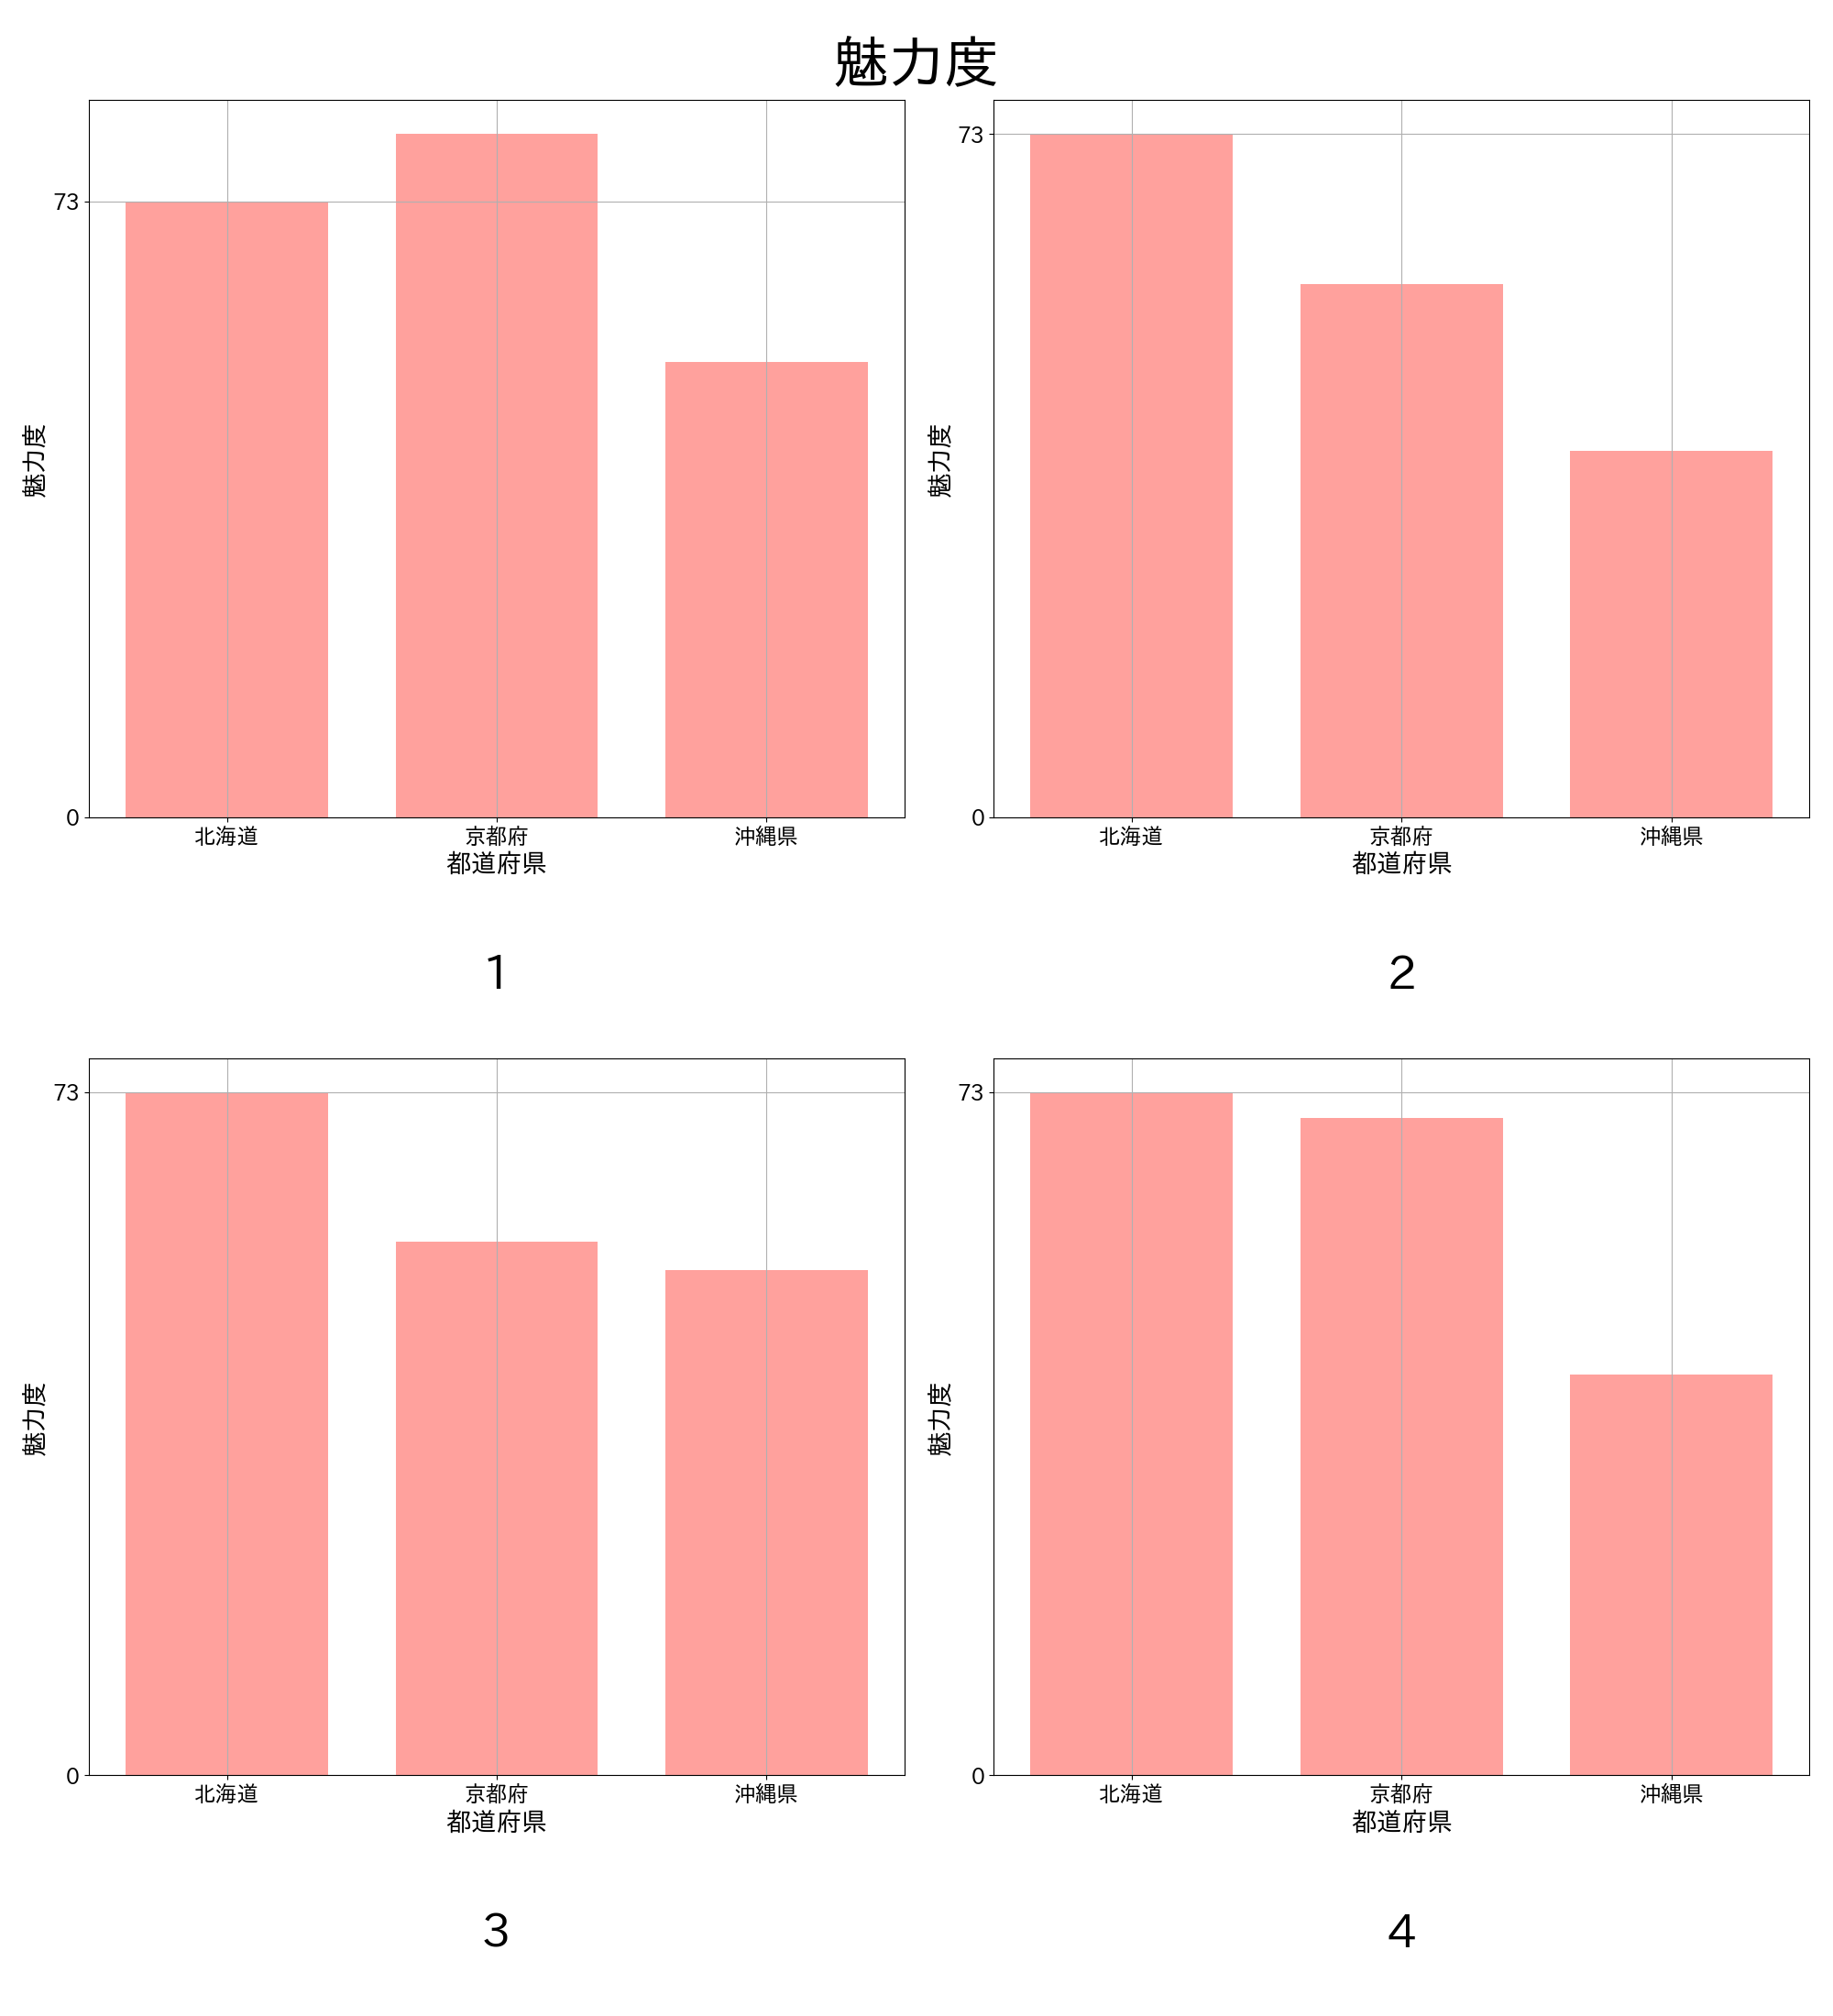 魅力度
73
0
魅力度
北海道 京都府 沖縄県
都道府県
1
73
0
魅力度
北海道 京都府 沖縄県
都道府県
2
73
0
魅力度
北海道 京都府 沖縄県
都道府県
3
73
0
魅力度
北海道 京都府 沖縄県
都道府県
4